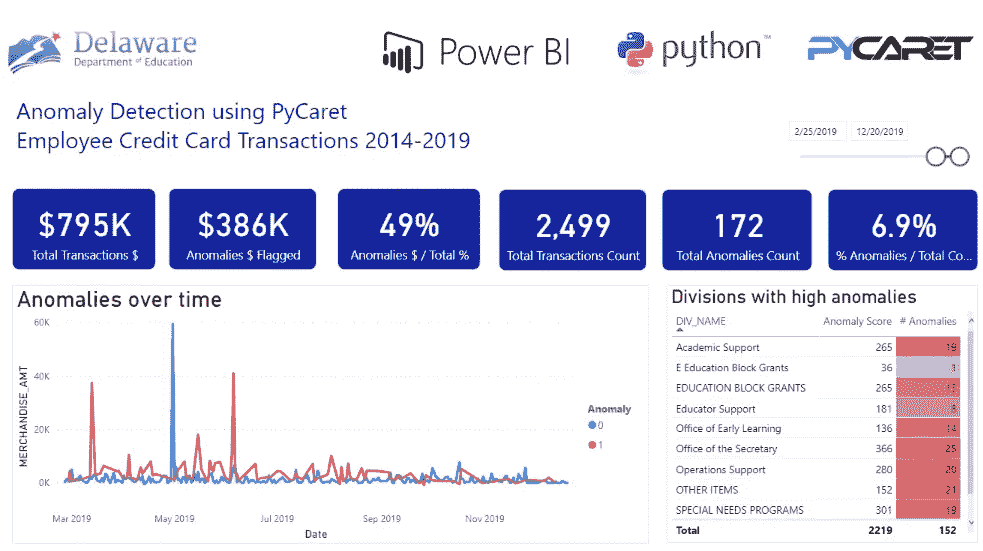 Delaware
Department of Education
Power BI
python™
PYCARET
Anomaly Detection using PyCaret
Employee Credit Card Transactions 2014-2019
2/25/2019 12/20/2019
$795K
Total Transactions $
$386K
Anomalies $ Flagged
49%
Anomalies $ / Total %
2,499
Total Transactions Count
172
Total Anomalies Count
6.9%
% Anomalies / Total Co...
Anomalies over time
60K
40K
20K
0K
MERCHANDISE_AMT
Mar 2019 May 2019 Jul 2019 Sep 2019 Nov 2019
Date
Anomaly
0
1
Divisions with high anomalies
DIV_NAME Anomaly Score # Anomalies
Academic Support 265 19
E Education Block Grants 36 1
EDUCATION BLOCK GRANTS 265
Educator Support 181
Office of Early Learning 136 14
Office of the Secretary 366 25
Operations Support 280 20
OTHER ITEMS 152 21
SPECIAL NEEDS PROGRAMS 301 19
Total 2219 152